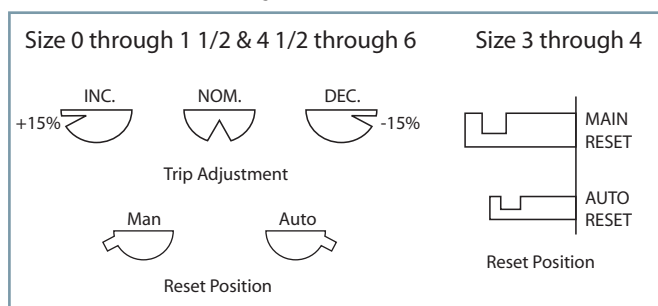 Size 0 through 1 1/2 & 4 1/2 through 6
INC.
NOM.
DEC.
+15%
-15%
Trip Adjustment
Man
Auto
Reset Position
Size 3 through 4
MAIN
RESET
AUTO
RESET
Reset Position